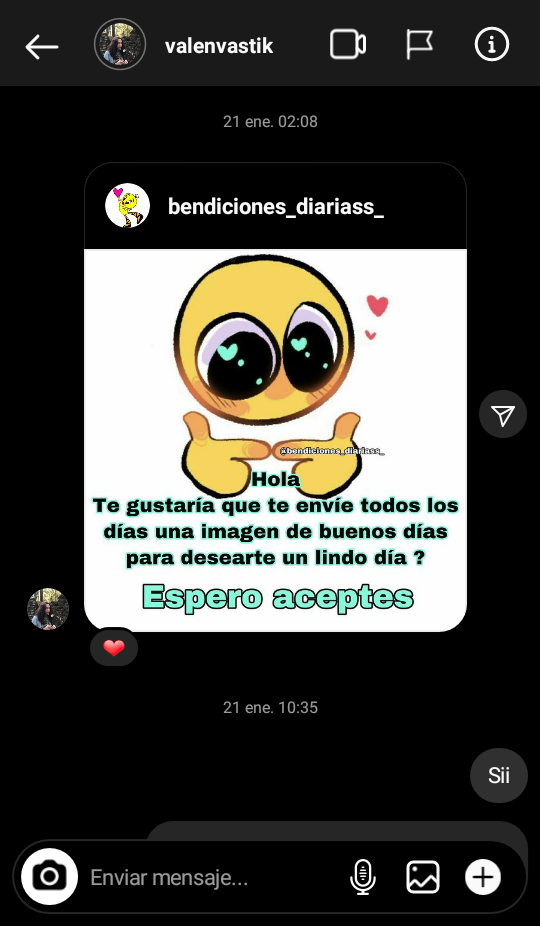 valenvastik
21 ene. 02:08
bendiciones_diariass_
@bendiciones_diariass_
Hola
Te gustaría que te envíe todos los
días una imagen de buenos días
para desearte un lindo día ?
Espero aceptes
21 ene. 10:35
Sii
Enviar mensaje...